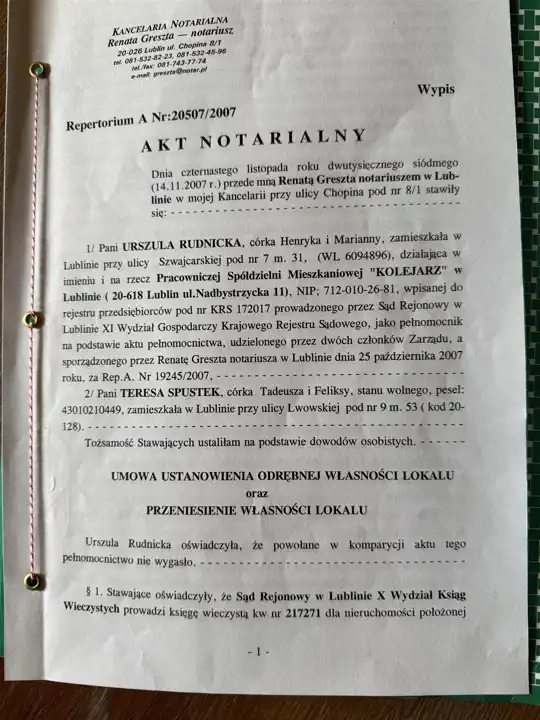 KANCELARIA NOTARIALNA
Renata Greszta — notariusz
20-026 Lublin ul. Chopina 8/1
tel. 081-532-82-23, 081-532-46-96
tel./fax: 081-743-77-74
e-mail: greszta@notar.pl
Wypis
Repertorium A Nr:20507/2007
AKT NOTARIALNY
Dnia czternastego listopada roku dwutysięcznego siódmego
(14.11.2007 r.) przede mną Renatą Greszta notariuszem w Lub-
linie w mojej Kancelarii przy ulicy Chopina pod nr 8/1 stawiły
się: - - - - - - - - - - - - - - - - - - - - - - - - - - - - - - - - - -
1/ Pani URSZULA RUDNICKA, córka Henryka i Marianny, zamieszkała w
Lublinie przy ulicy Szwajcarskiej pod nr 7 m. 31, (WL 6094896), działająca w
imieniu i na rzecz Pracowniczej Spółdzielni Mieszkaniowej "KOLEJARZ" w
Lublinie ( 20-618 Lublin ul.Nadbystrzycka 11), NIP; 712-010-26-81, wpisanej do
rejestru przedsiębiorców pod nr KRS 172017 prowadzonego przez Sąd Rejonowy w
Lublinie XI Wydział Gospodarczy Krajowego Rejestru Sądowego, jako pełnomocnik
na podstawie aktu pełnomocnictwa, udzielonego przez dwóch członków Zarządu, a
sporządzonego przez Renatę Greszta notariusza w Lublinie dnia 25 października 2007
roku, za Rep.A. Nr 19245/2007, - - - - - - - - - - - - - - - - - - - - - - - - - - - -
2/ Pani TERESA SPUSTEK, córka Tadeusza i Feliksy, stanu wolnego, pesel:
43010210449, zamieszkała w Lublinie przy ulicy Lwowskiej pod nr 9 m. 53 ( kod 20-
128). - - - - - - - - - - - - - - - - - - - - - - - - - - - - - - - - - - - - - - - - - -
Tożsamość Stawających ustaliłam na podstawie dowodów osobistych. - - - - - -
UMOWA USTANOWIENIA ODRĘBNEJ WŁASNOŚCI LOKALU
oraz
PRZENIESIENIE WŁASNOŚCI LOKALU
Urszula Rudnicka oświadczyła, że powołane w komparycji aktu tego
pełnomocnictwo nie wygasło. - - - - - - - - - - - - - - - - - - - - - - - - - - - - -
§ 1. Stawające oświadczyły, że Sąd Rejonowy w Lublinie X Wydział Ksiąg
Wieczystych prowadzi księgę wieczystą kw nr 217271 dla nieruchomości położonej
- 1 -